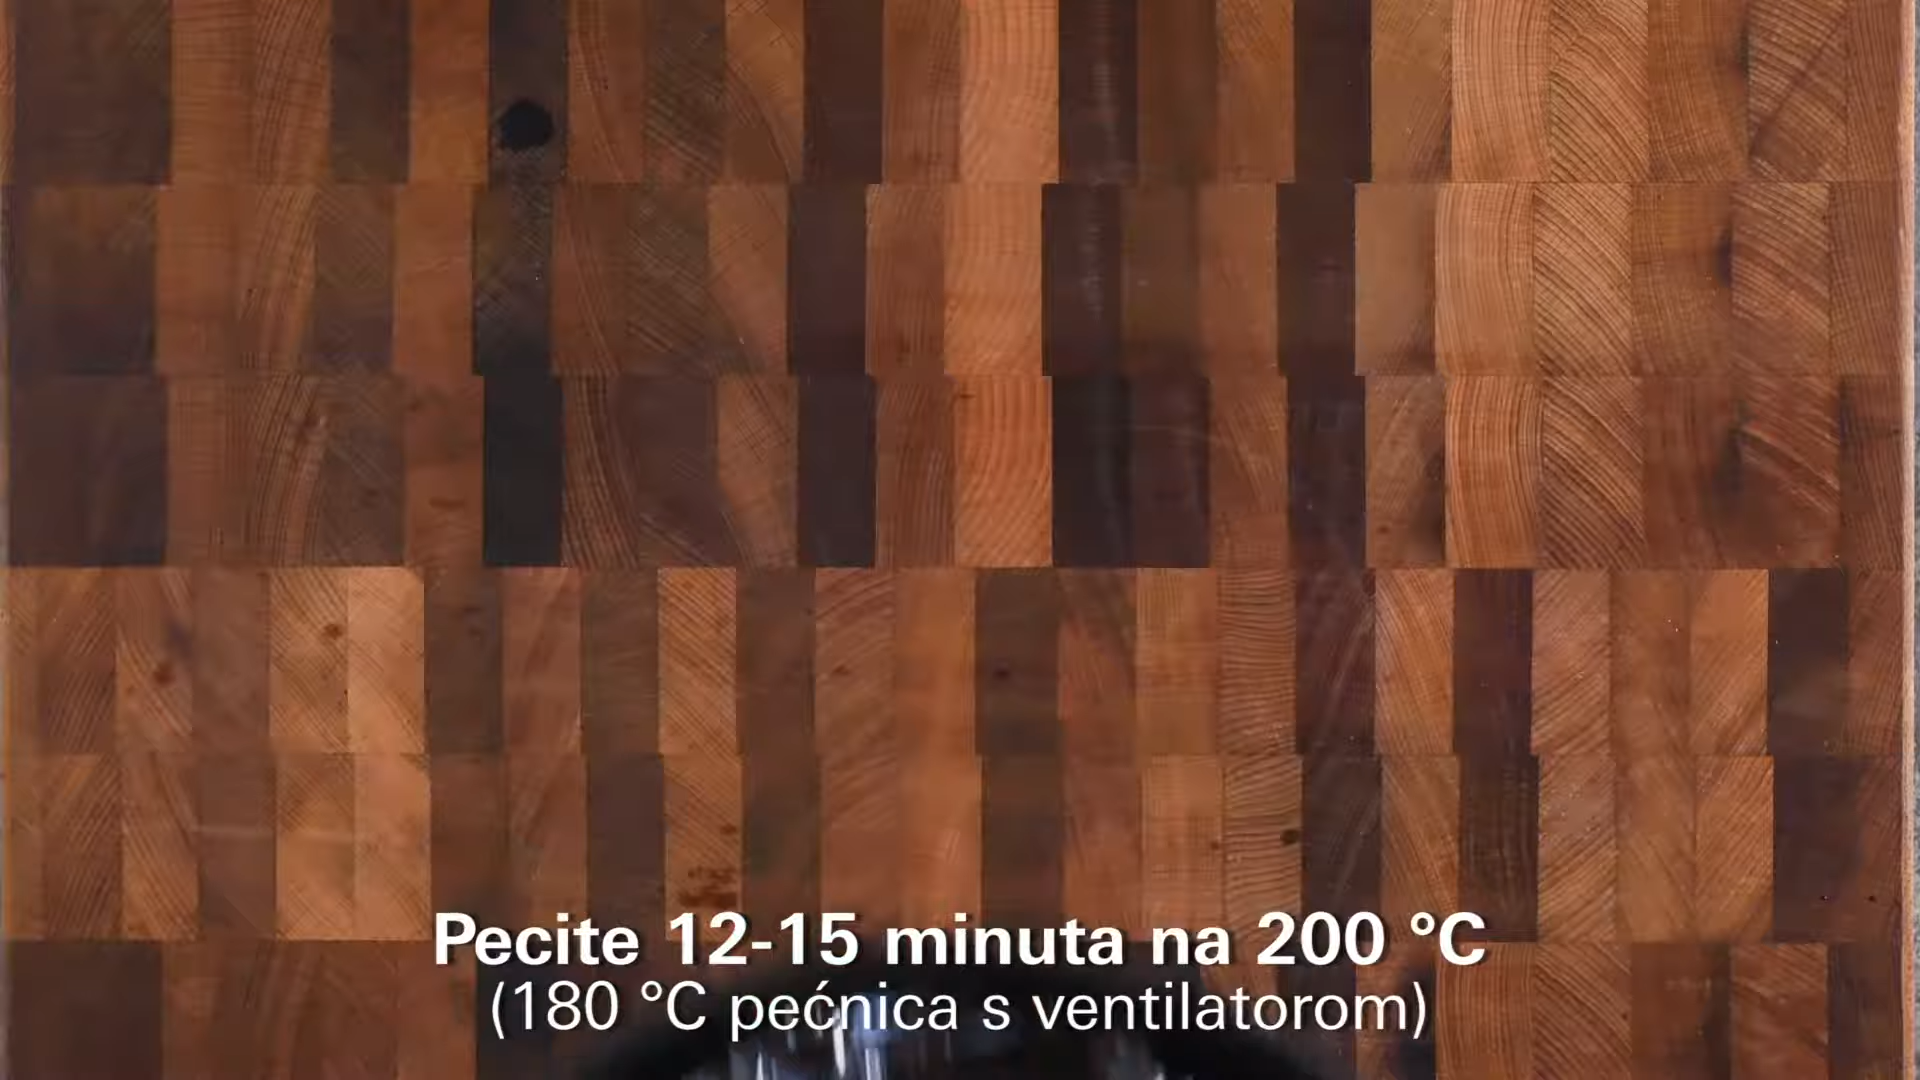 Pecite 12-15 minuta na 200 °C
(180 °C pećnica s ventilatorom)